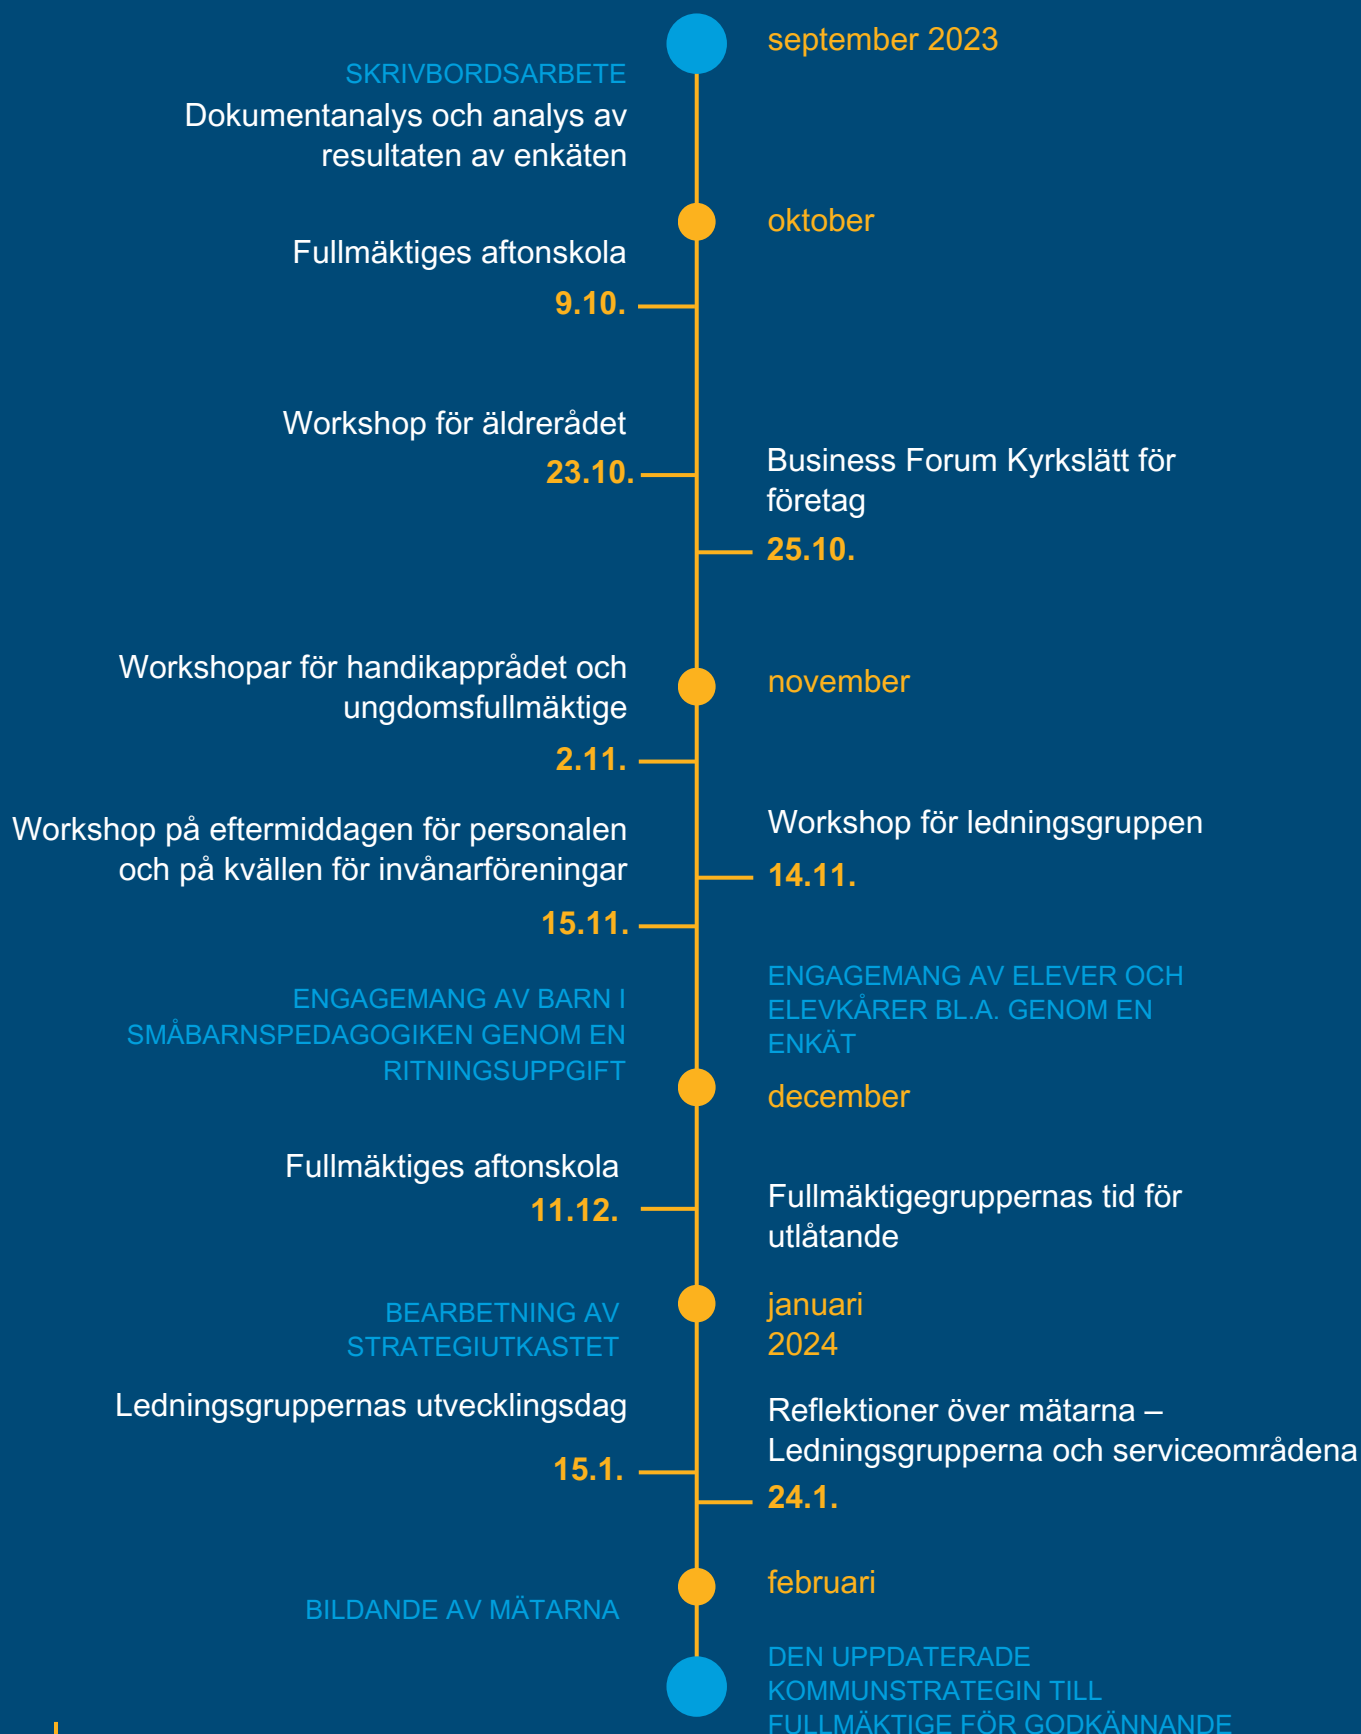 september 2023
SKRIVBORDSARBETE
Dokumentanalys och analys av
resultaten av enkäten
oktober
Fullmäktiges aftonskola
9.10.
Workshop för äldrerådet
23.10.
Business Forum Kyrkslätt för
företag
25.10.
november
Workshopar för handikapprådet och
ungdomsfullmäktige
2.11.
Workshop för ledningsgruppen
14.11.
Workshop på eftermiddagen för personalen
och på kvällen för invånarföreningar
15.11.
ENGAGEMANG AV ELEVER OCH
ELEVKÅRER BL.A. GENOM EN
ENKÄT
ENGAGEMANG AV BARN I
SMÅBARNSPEDAGOGIKEN GENOM EN
RITNINGSUPPGIFT
december
Fullmäktiges aftonskola
11.12.
Fullmäktigegruppernas tid för
utlåtande
januari
2024
BEARBETNING AV
STRATEGIUTKASTET
Ledningsgruppernas utvecklingsdag
15.1.
Reflektioner över mätarna –
Ledningsgrupperna och serviceområdena
24.1.
februari
BILDANDE AV MÄTARNA
DEN UPPDATERADE
KOMMUNSTRATEGIN TILL
FULLMÄKTIGE FÖR GODKÄNNANDE